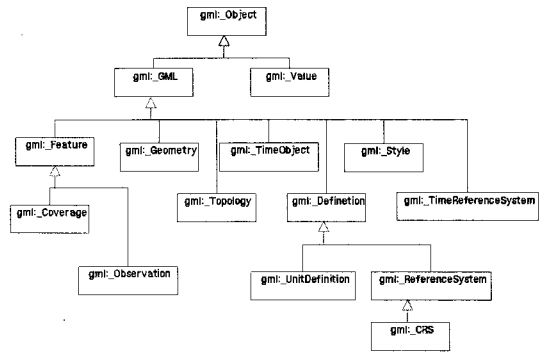 gml:_Object
gml:_GML
gml:_Value
gml:_Feature
gml:_Geometry
gml:_TimeObject
gml:_Style
gml:_Coverage
gml:_Topology
gml:_Definetion
gml:_TimeReferenceSystem
gml:_Observation
gml:_UnitDefinition
gml:_ReferenceSystem
gml:_CRS